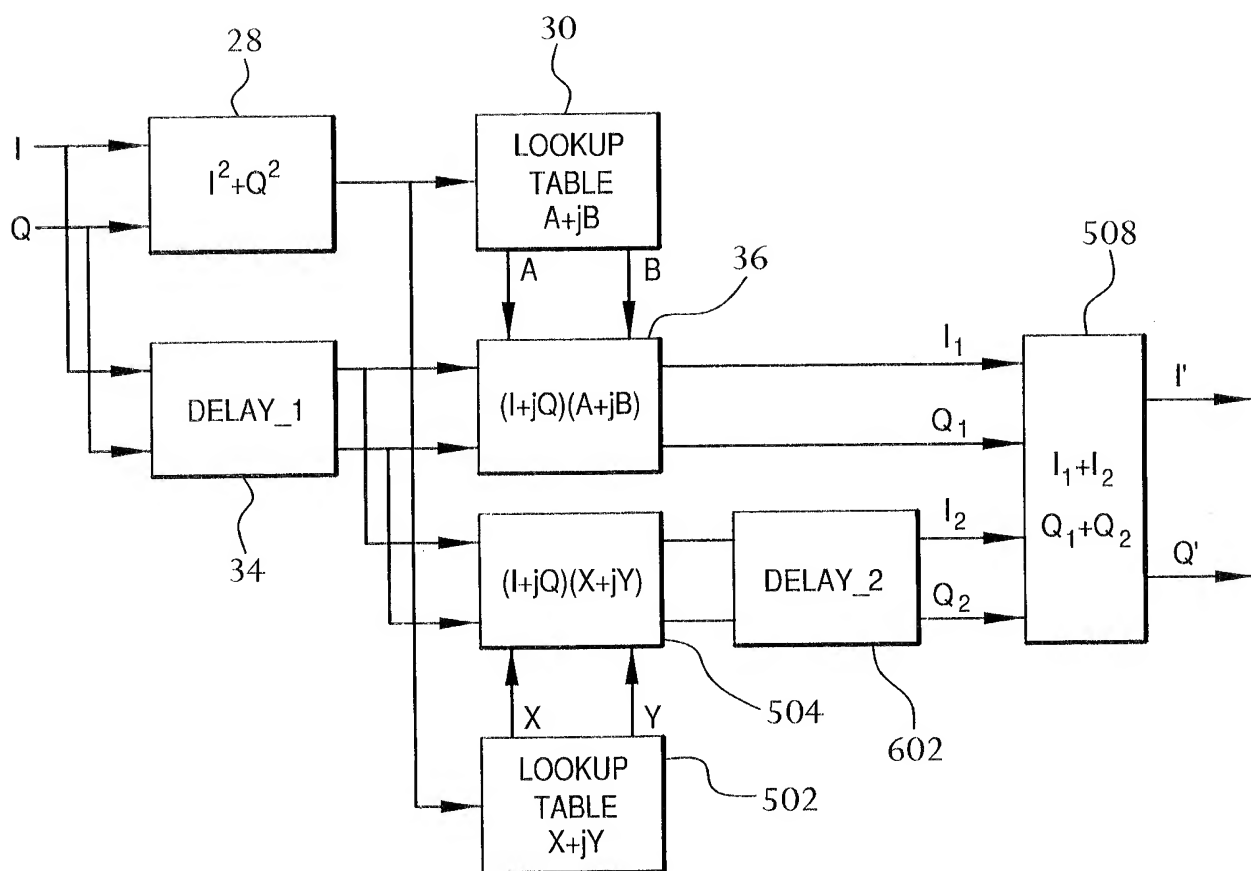 28
30
I
I²+Q²
LOOKUP
TABLE
A+jB
Q
A
B
36
508
DELAY_1
(I+jQ)(A+jB)
I₁
Q₁
I'
I₁+I₂
Q₁+Q₂
34
(I+jQ)(X+jY)
DELAY_2
I₂
Q₂
Q'
X
Y
504
602
LOOKUP
TABLE
X+jY
502